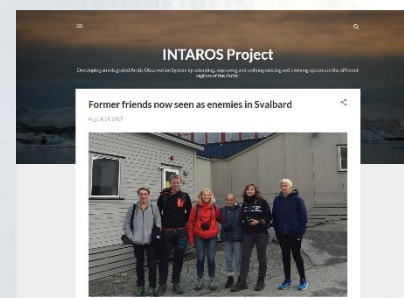 INTAROS Project
Developing an integrated Arctic Observation System by extending, improving and unifying existing and evolving systems in the different
regions of the Arctic.
Former friends now seen as enemies in Svalbard
August 18 2017